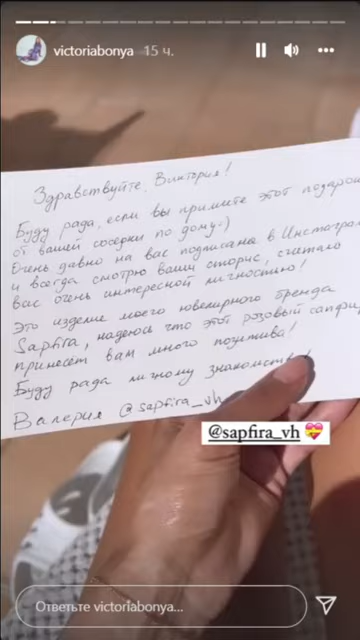 victoriabonya 15 ч.
Здравствуйте, Виктория!
Буду рада, если вы примите этот подарок
от вашей соседки по дому=)
Очень давно на вас подписана в Инстаграм
и всегда смотрю ваши сторис, считаю
вас очень интересной личностью!
Это изделие моего ювелирного бренда
Sapfira, надеюсь что этот розовый сапфир
принесёт вам много позитива!
Буду рада личному знакомству!
Валерия @sapfira_vh
@sapfira_vh 💝
Ответьте victoriabonya...